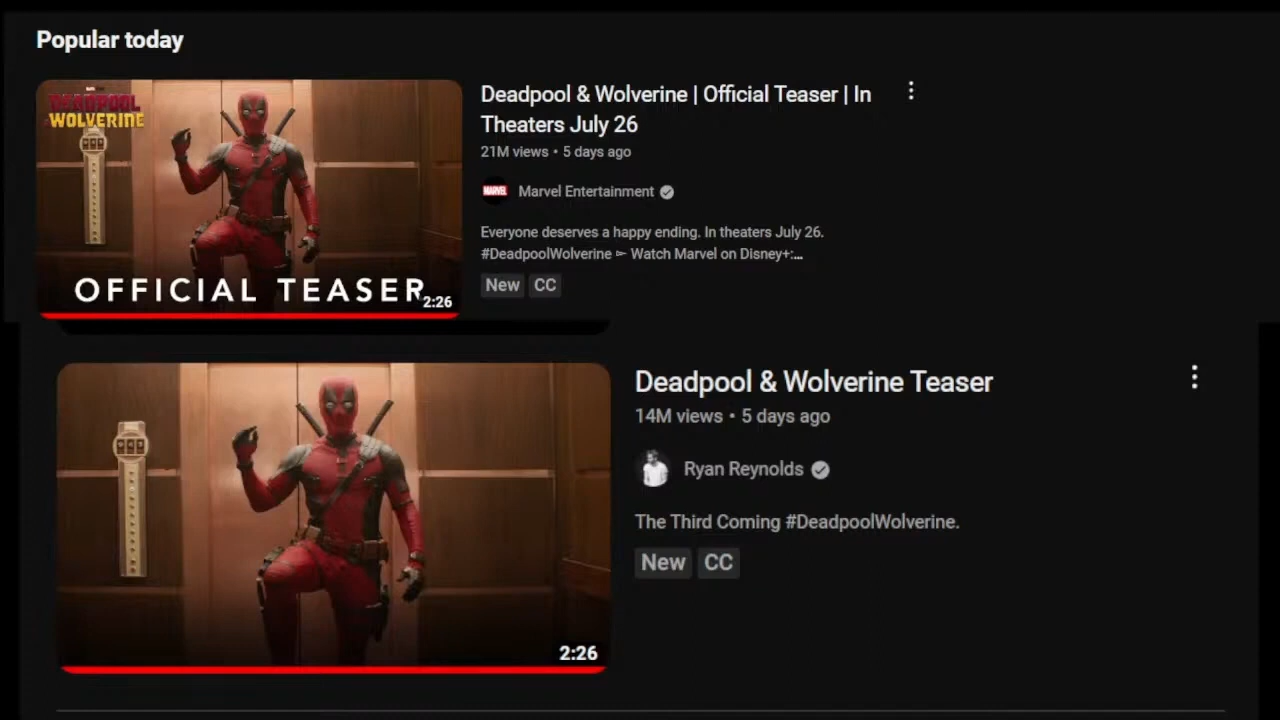 Popular today
DEADPOOL
WOLVERINE
OFFICIAL TEASER
2:26
Deadpool & Wolverine | Official Teaser | In
Theaters July 26
21M views • 5 days ago
MARVEL
Marvel Entertainment
Everyone deserves a happy ending. In theaters July 26.
#DeadpoolWolverine ► Watch Marvel on Disney+:...
New CC
2:26
Deadpool & Wolverine Teaser
14M views • 5 days ago
Ryan Reynolds
The Third Coming #DeadpoolWolverine.
New CC